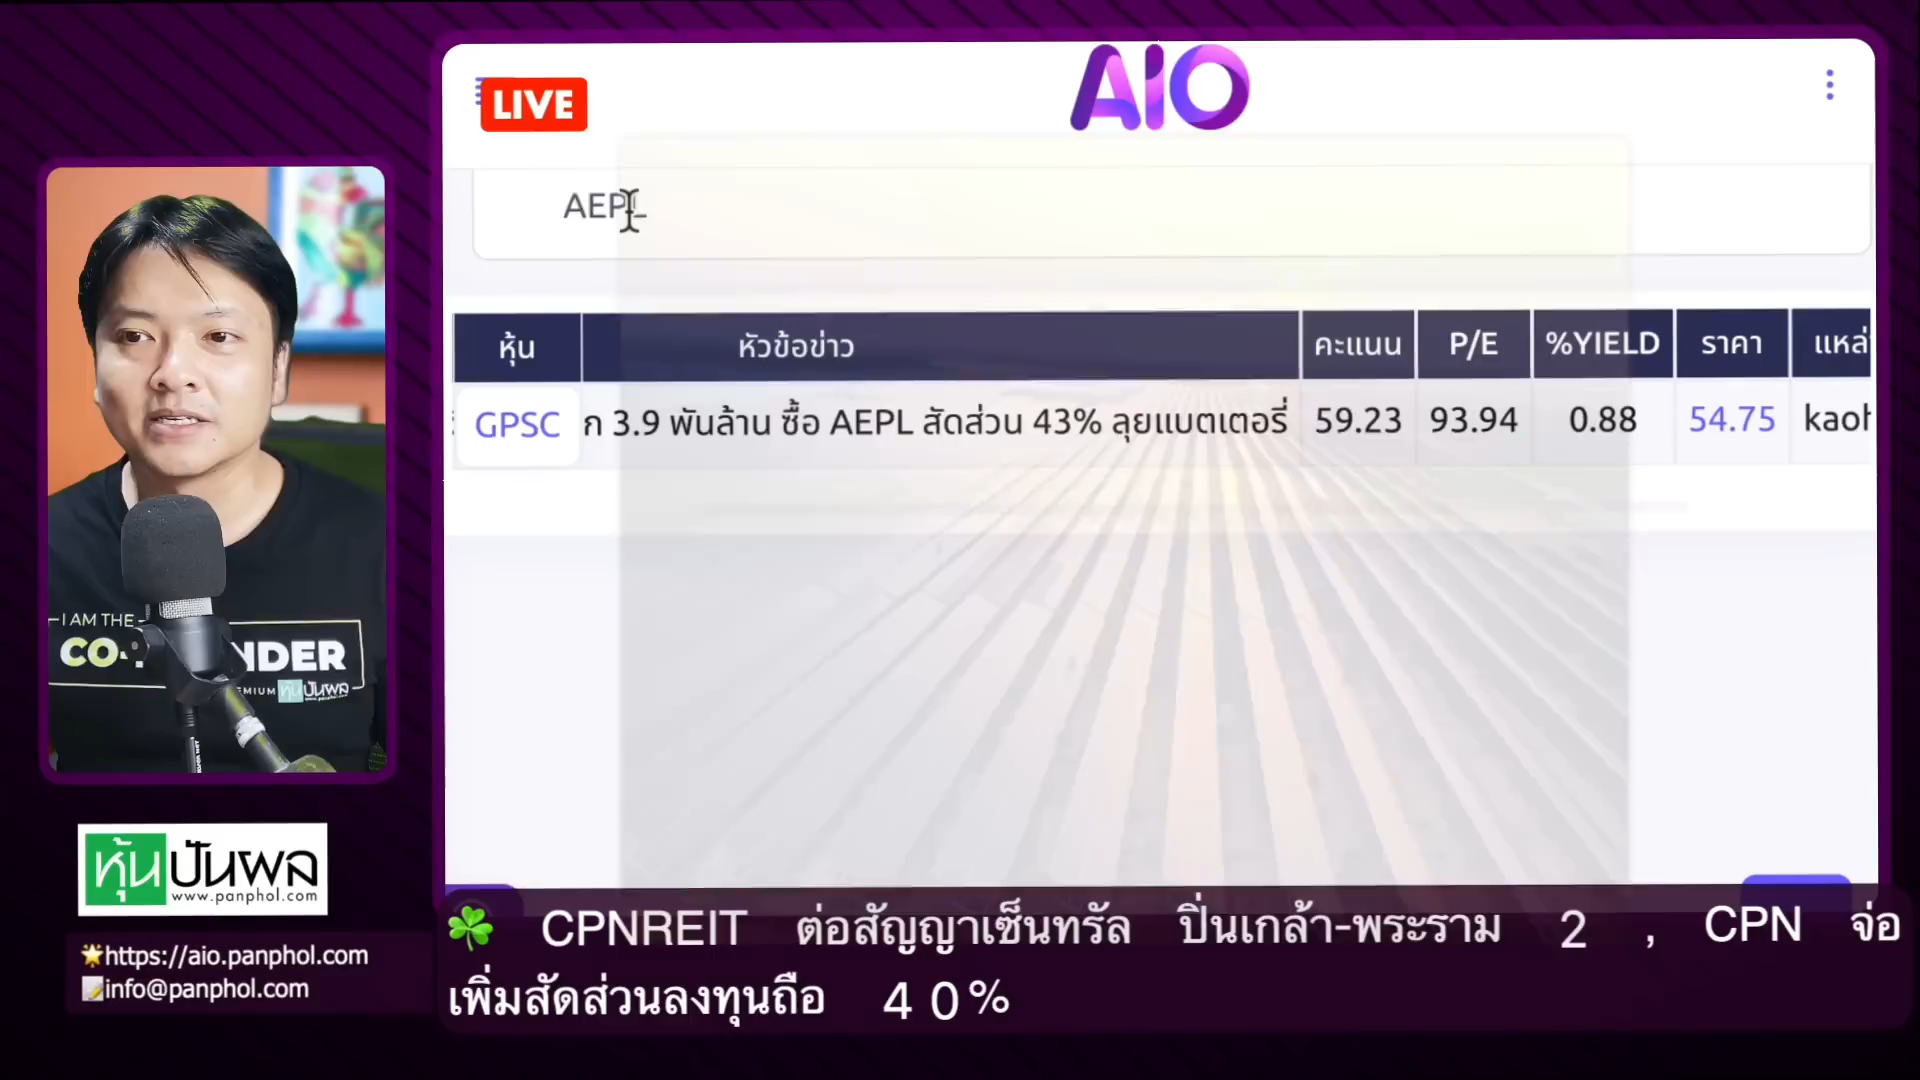 AIO
LIVE
AEPL
หุ้น
หัวข้อข่าว
คะแนน
P/E
%YIELD
ราคา
GPSC
ก 3.9 พันล้าน ซื้อ AEPL สัดส่วน 43% ลุยแบตเตอรี่
59.23
93.94
0.88
54.75
I AM THE
หุ้นปันผล
หุ้นปันผล
www.panphol.com
https://aio.panphol.com
info@panphol.com
CPNREIT ต่อสัญญาเซ็นทรัล ปิ่นเกล้า-พระราม 2 , CPN จ่อ
เพิ่มสัดส่วนลงทุนถือ 40%